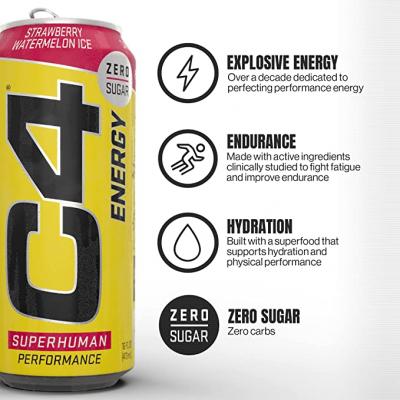 STRAWBERRY
WATERMELON ICE
ZERO
SUGAR
C4
ENERGY
SUPERHUMAN
PERFORMANCE
EXPLOSIVE ENERGY
Over a decade dedicated to
perfecting performance energy
ENDURANCE
Made with active ingredients
clinically studied to fight fatigue
and improve endurance
HYDRATION
Built with a superfood that
supports hydration and
physical performance
ZERO
SUGAR
ZERO SUGAR
Zero carbs